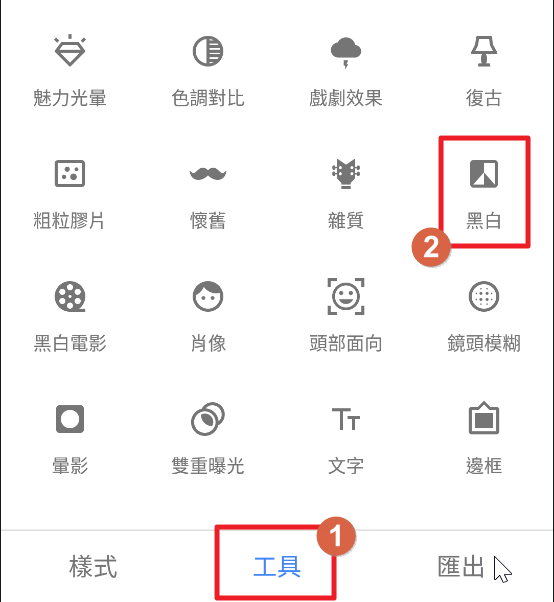 魅力光暈 色調對比 戲劇效果 復古
粗粒膠片 懷舊 雜質 黑白
2
黑白電影 肖像 頭部面向 鏡頭模糊
暈影 雙重曝光 文字 邊框
1
樣式 工具 匯出